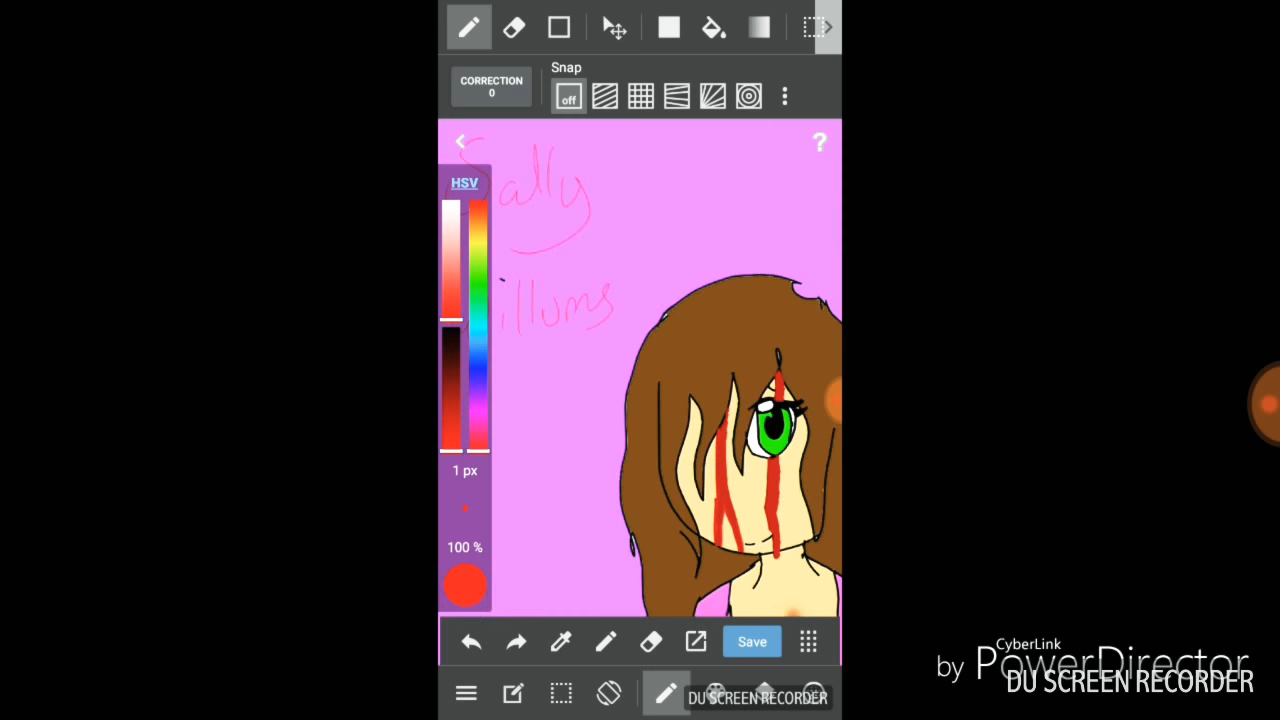 CORRECTION
0
Snap
off
?
HSV
Sally
illums
1 px
100 %
Save
DU SCREEN RECORDER
CyberLink
by PowerDirector
DU SCREEN RECORDER